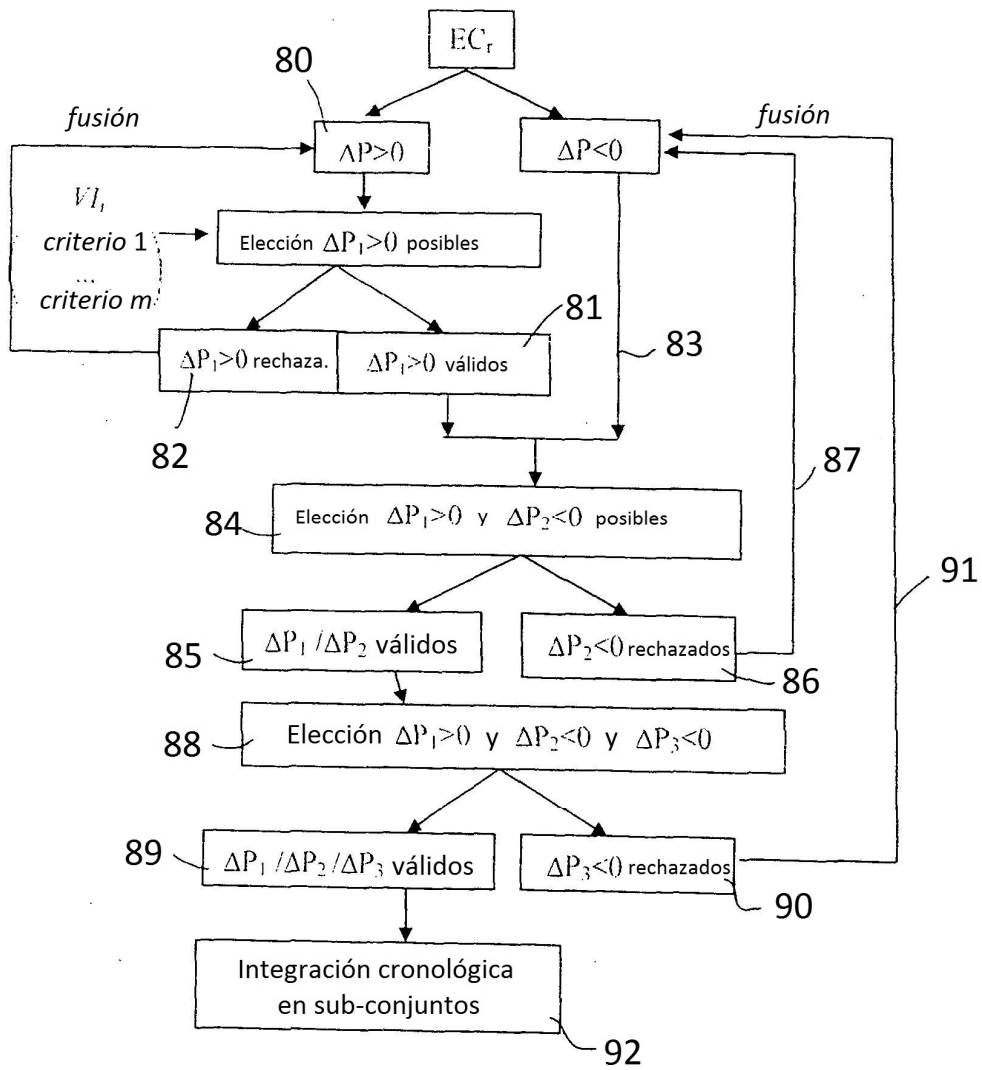 EC_r
80
fusión
fusión
ΔP>0
ΔP<0
VI_t
criterio 1
...
criterio m
Elección ΔP₁>0 posibles
81
83
ΔP₁>0 rechaza.
ΔP₁>0 válidos
82
87
84
Elección ΔP₁>0 y ΔP₂<0 posibles
91
85
ΔP₁ /ΔP₂ válidos
ΔP₂<0 rechazados
86
88
Elección ΔP₁>0 y ΔP₂<0 y ΔP₃<0
89
ΔP₁ /ΔP₂ /ΔP₃ válidos
ΔP₃<0 rechazados
90
Integración cronológica
en sub-conjuntos
92